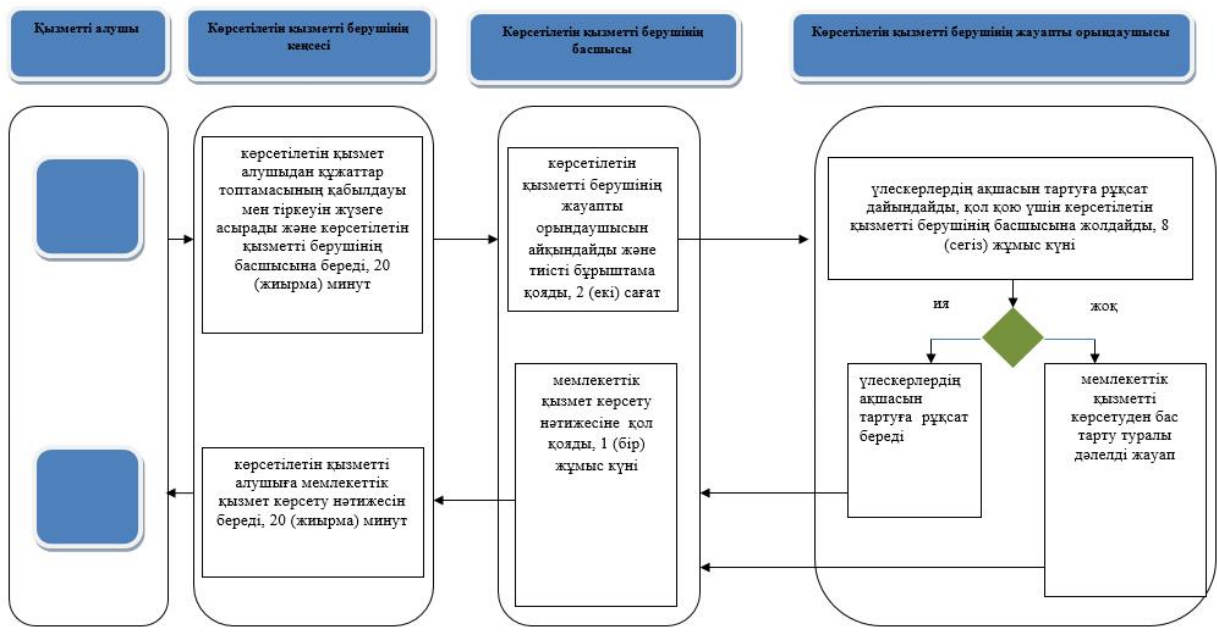 Қызметті алушы
Көрсетілетін қызметті берушінің
кеңсесі
Көрсетілетін қызметті берушінің
басшысы
Көрсетілетін қызметті берушінің жауапты орындаушысы
көрсетілетін қызмет
алушыдан құжаттар
топтамасының қабылдауы
мен тіркеуін жүзеге
асырады және көрсетілетін
қызметті берушінің
басшысына береді, 20
(жиырма) минут
көрсетілетін
қызметті берушінің
жауапты
орындаушысын
айқындайды және
тиісті бұрыштама
қояды, 2 (екі) сағат
үлескерлердің ақшасын тартуға рұқсат
дайындайды, қол қою үшін көрсетілетін
қызметті берушінің басшысына жолдайды, 8
(сегіз) жұмыс күні
ия
жоқ
үлескерлердің
ақшасын
тартуға рұқсат
береді
мемлекеттік
қызметті
көрсетуден бас
тарту туралы
дәлелді жауап
мемлекеттік
қызмет көрсету
нәтижесіне қол
қояды, 1 (бір)
жұмыс күні
көрсетілетін қызметті
алушыға мемлекеттік
қызмет көрсету нәтижесін
береді, 20 (жиырма) минут